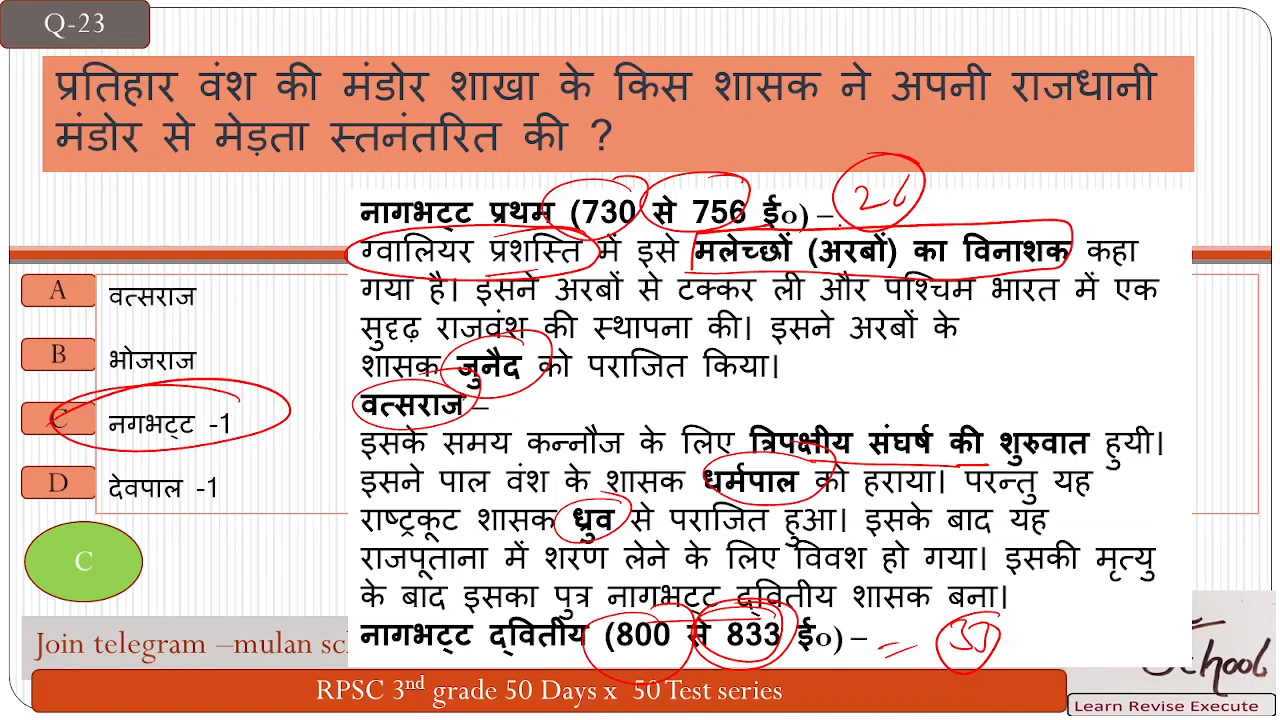 Q-23
प्रतिहार वंश की मंडोर शाखा के किस शासक ने अपनी राजधानी
मंडोर से मेड़ता स्तनंतरित की ?
नागभट्ट प्रथम (730 से 756 ई०) – 26
ग्वालियर प्रशस्ति में इसे मलेच्छों (अरबों) का विनाशक कहा
गया है। इसने अरबों से टक्कर ली और पश्चिम भारत में एक
सुदृढ़ राजवंश की स्थापना की। इसने अरबों के
शासक जुनैद को पराजित किया।
वत्सराज –
इसके समय कन्नौज के लिए त्रिपक्षीय संघर्ष की शुरुवात हुयी।
इसने पाल वंश के शासक धर्मपाल को हराया। परन्तु यह
राष्ट्रकूट शासक ध्रुव से पराजित हुआ। इसके बाद यह
राजपूताना में शरण लेने के लिए विवश हो गया। इसकी मृत्यु
के बाद इसका पुत्र नागभट्ट द्वितीय शासक बना।
नागभट्ट द्वितीय (800 से 833 ई०) – =
A वत्सराज
B भोजराज
C नगभट्ट -1
D देवपाल -1
C
Join telegram –mulan
School
RPSC 3nd grade 50 Days x 50 Test series
Learn Revise Execute